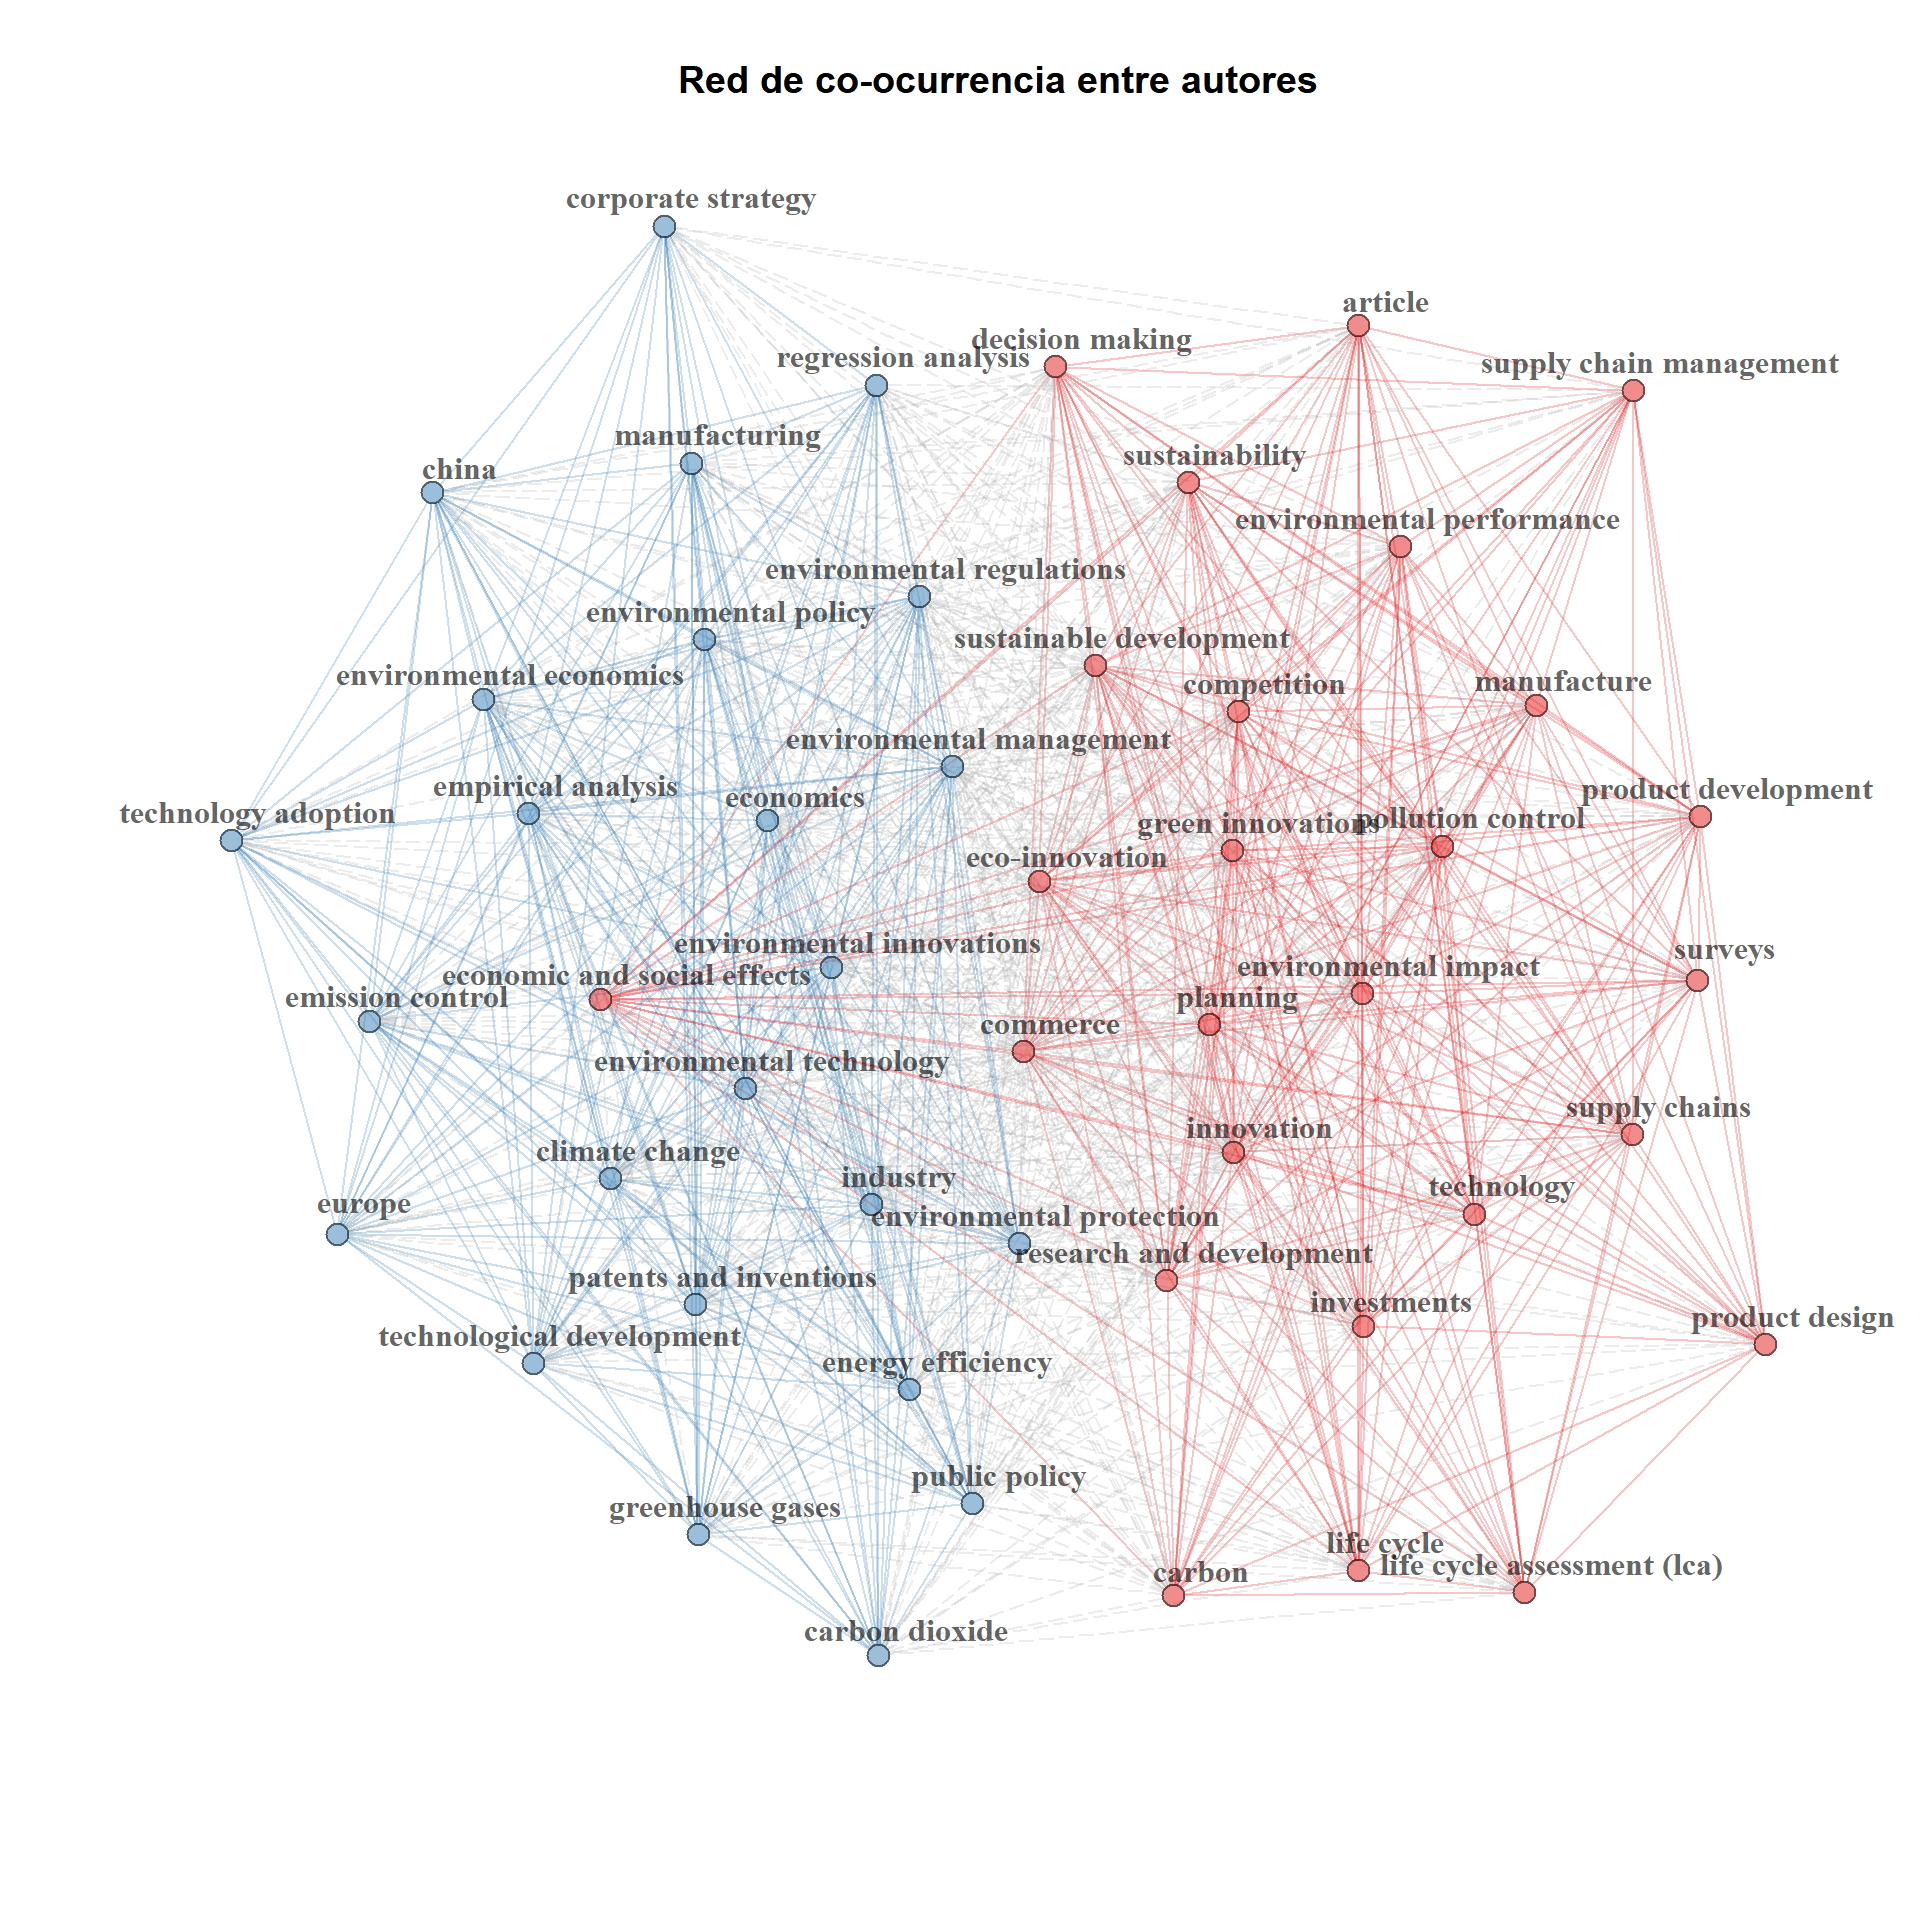 Red de co-ocurrencia entre autores
corporate strategy
article
decision making
regression analysis
supply chain management
manufacturing
sustainability
china
environmental performance
environmental regulations
environmental policy
sustainable development
environmental economics
competition
manufacture
environmental management
empirical analysis
economics
product development
technology adoption
green innovations
pollution control
eco-innovation
environmental innovations
surveys
economic and social effects
environmental impact
emission control
planning
commerce
environmental technology
supply chains
innovation
climate change
industry
technology
europe
environmental protection
research and development
patents and inventions
investments
product design
technological development
energy efficiency
public policy
greenhouse gases
life cycle
life cycle assessment (lca)
carbon
carbon dioxide